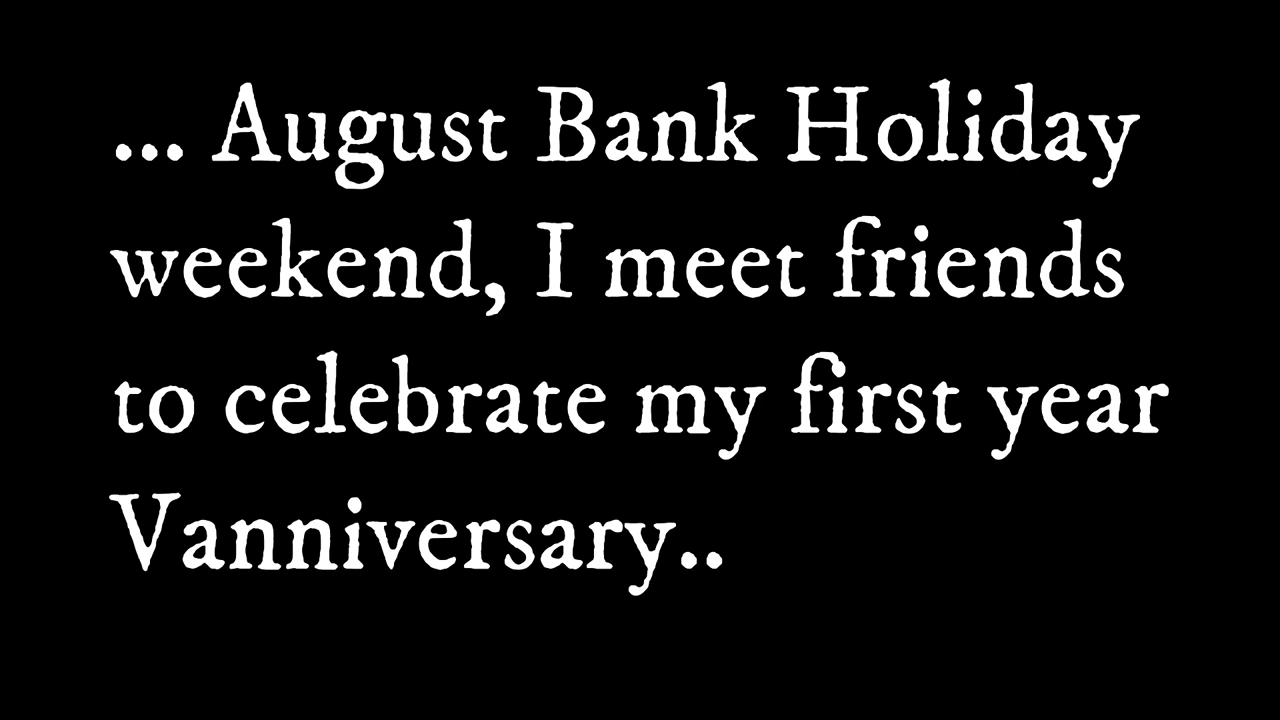 ... August Bank Holiday
weekend, I meet friends
to celebrate my first year
Vanniversary..